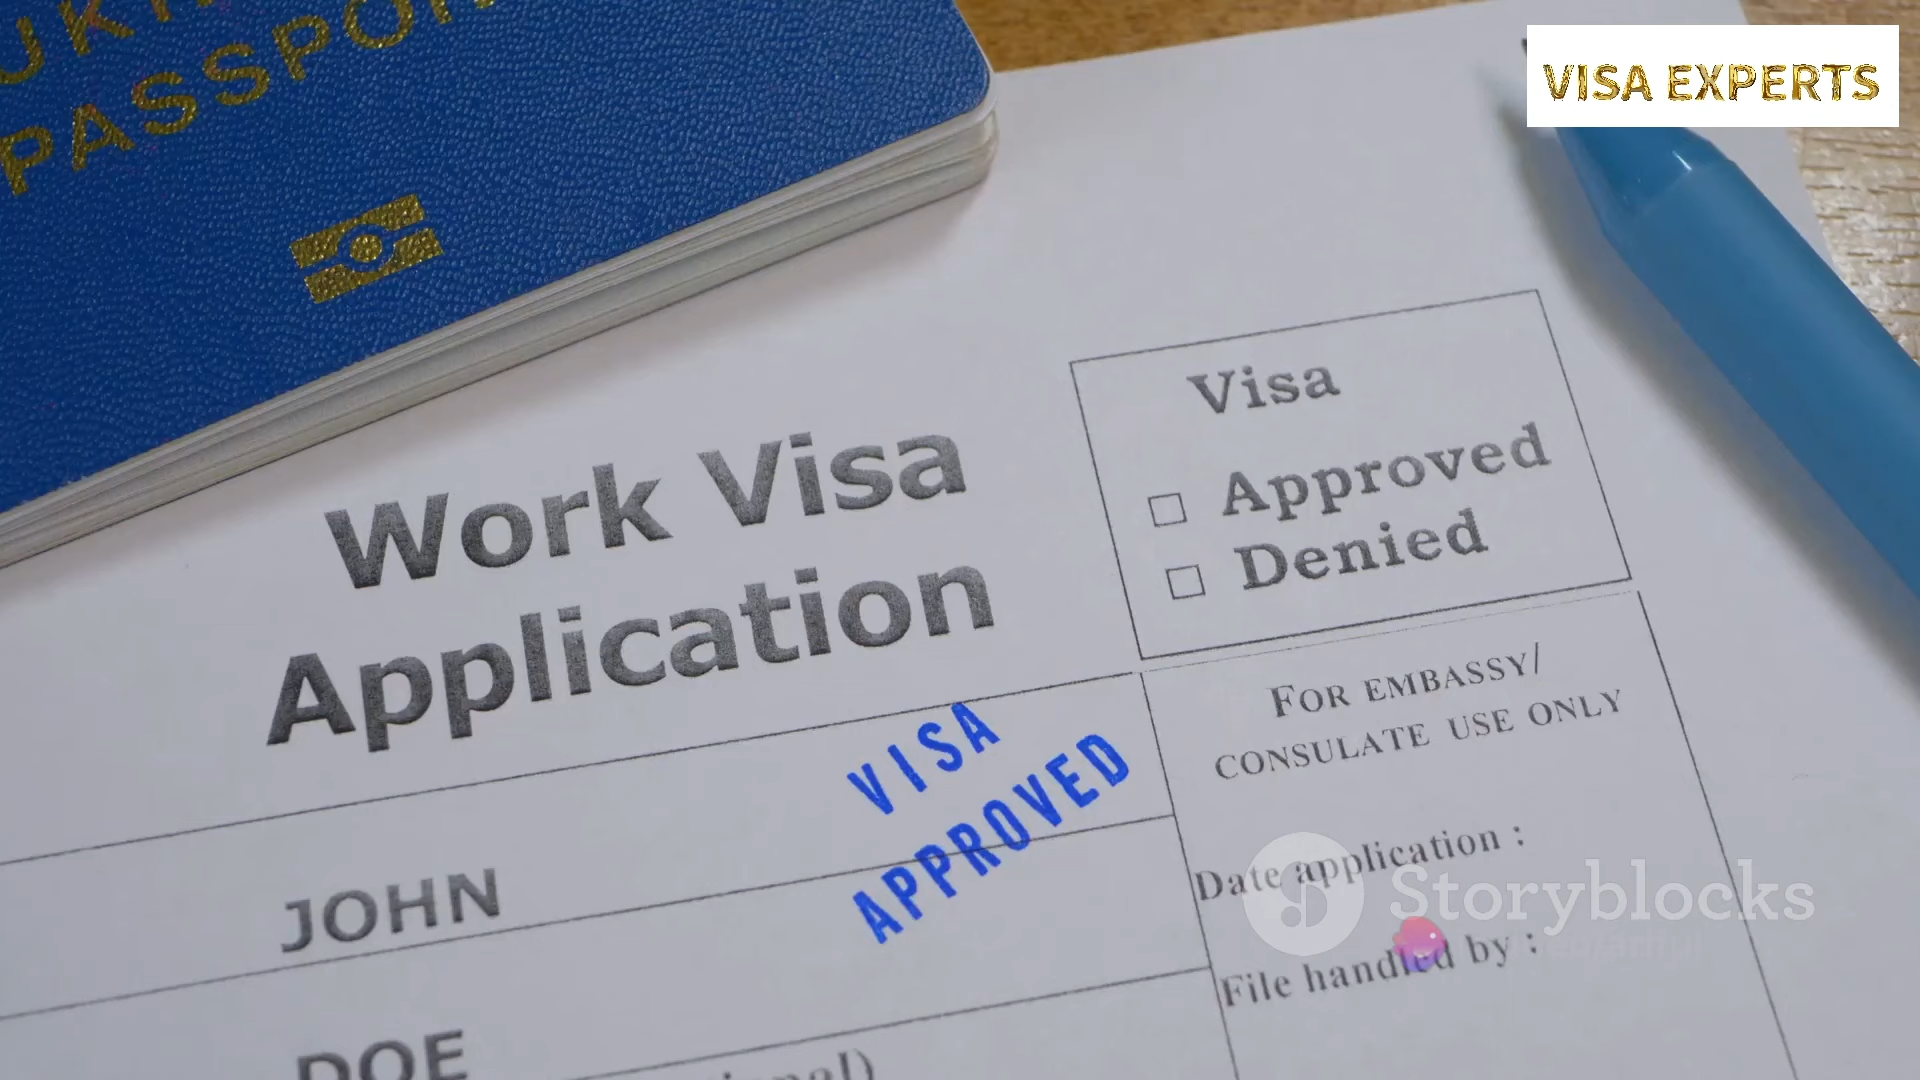 PASSPORT
VISA EXPERTS
Visa
Approved
Denied
Work Visa
Application
FOR EMBASSY/
CONSULATE USE ONLY
VISA
APPROVED
Date application :
Storyblocks
File handled by :
JOHN
DOE